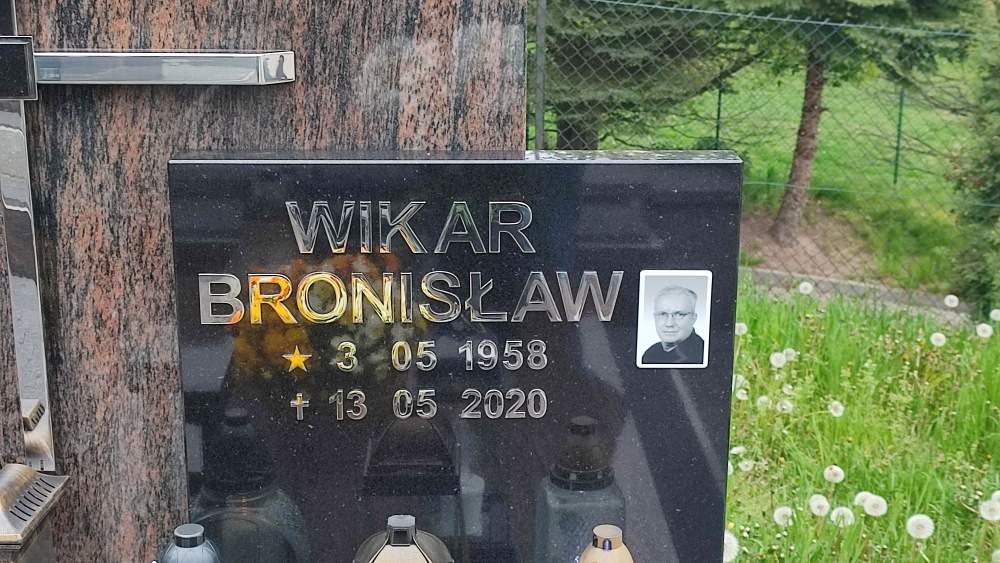 WIKAR
BRONISŁAW
★ 3 05 1958
✝ 13 05 2020